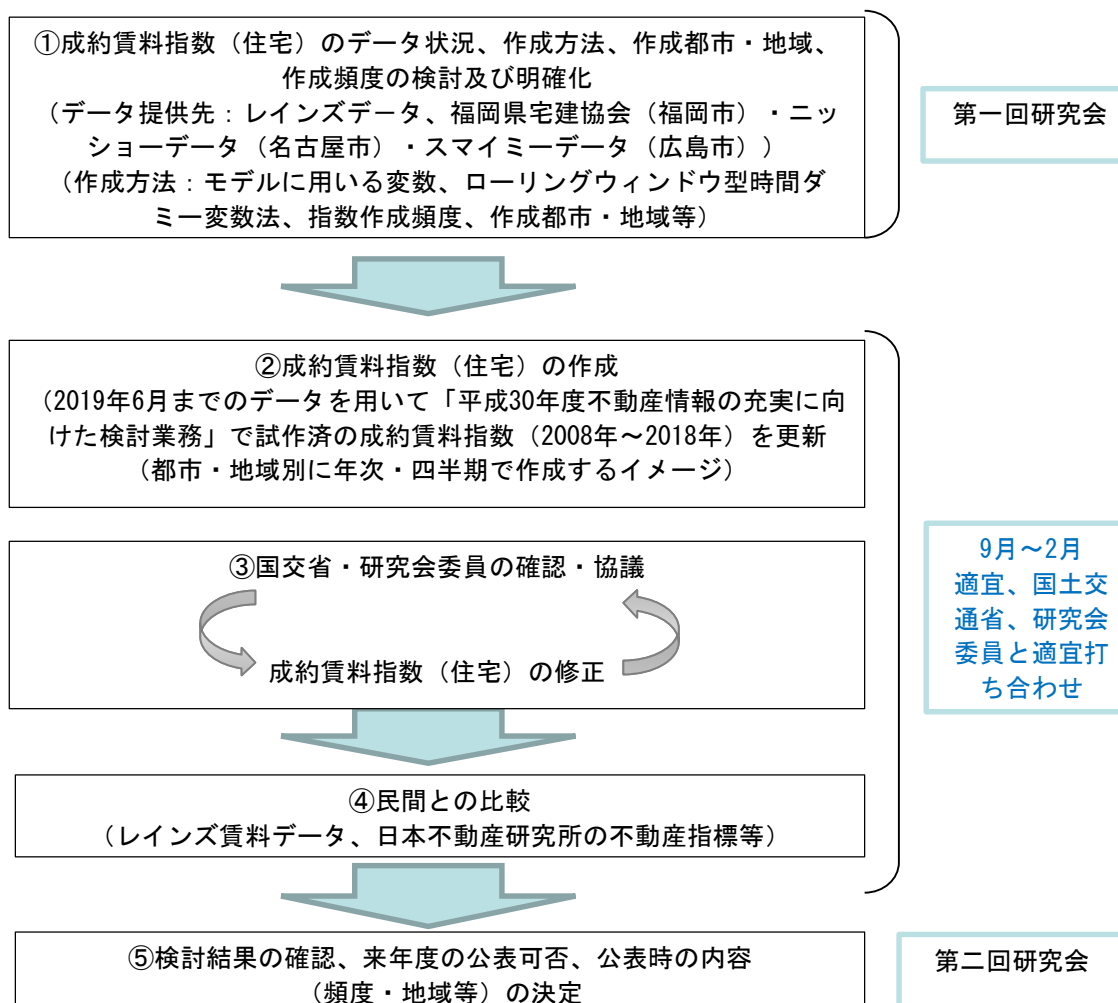 ①成約賃料指数（住宅）のデータ状況、作成方法、作成都市・地域、
作成頻度の検討及び明確化
（データ提供先：レインズデータ、福岡県宅建協会（福岡市）・ニッ
ショーデータ（名古屋市）・スマイミーデータ（広島市））
（作成方法：モデルに用いる変数、ローリングウィンドウ型時間ダ
ミー変数法、指数作成頻度、作成都市・地域等）
第一回研究会
②成約賃料指数（住宅）の作成
（2019年6月までのデータを用いて「平成30年度不動産情報の充実に向
けた検討業務」で試作済の成約賃料指数（2008年～2018年）を更新
（都市・地域別に年次・四半期で作成するイメージ）
③国交省・研究会委員の確認・協議
成約賃料指数（住宅）の修正
9月～2月
適宜、国土交
通省、研究会
委員と適宜打
ち合わせ
④民間との比較
（レインズ賃料データ、日本不動産研究所の不動産指標等）
⑤検討結果の確認、来年度の公表可否、公表時の内容
（頻度・地域等）の決定
第二回研究会